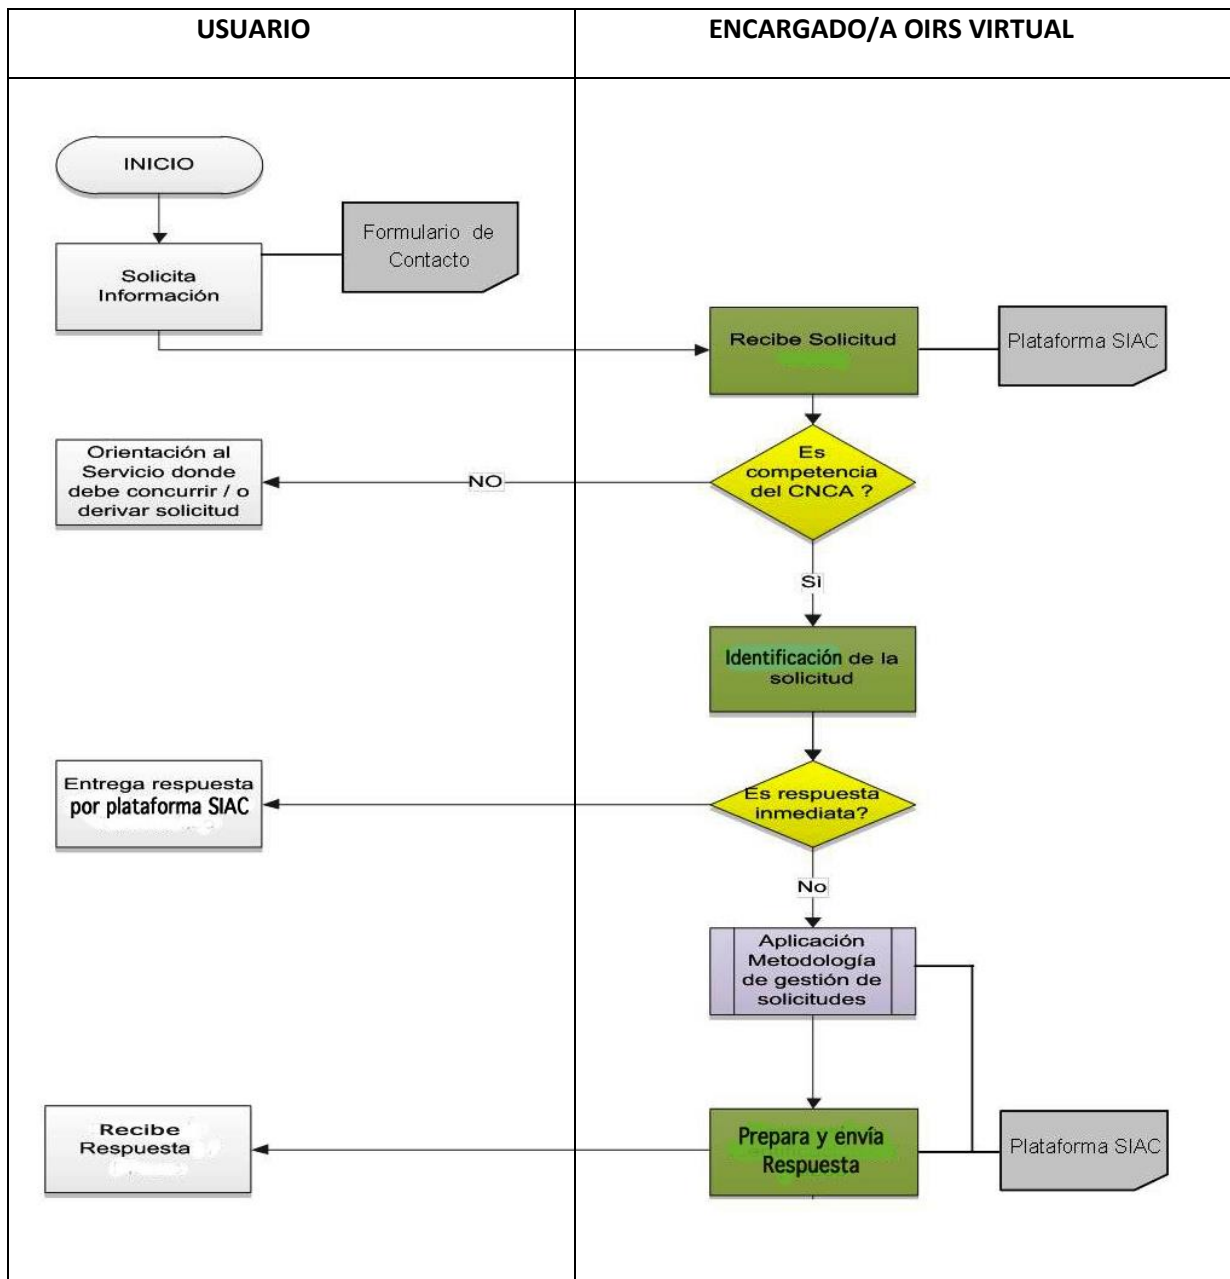 USUARIO
ENCARGADO/A OIRS VIRTUAL
INICIO
Formulario de
Contacto
Solicita
Información
Recibe Solicitud
Plataforma SIAC
Es
competencia
del CNCA ?
NO
Orientación al
Servicio donde
debe concurrir / o
derivar solicitud
Sì
Identificación de la
solicitud
Es respuesta
inmediata?
Entrega respuesta
por plataforma SIAC
No
Aplicación
Metodología
de gestión de
solicitudes
Prepara y envía
Respuesta
Plataforma SIAC
Recibe
Respuesta